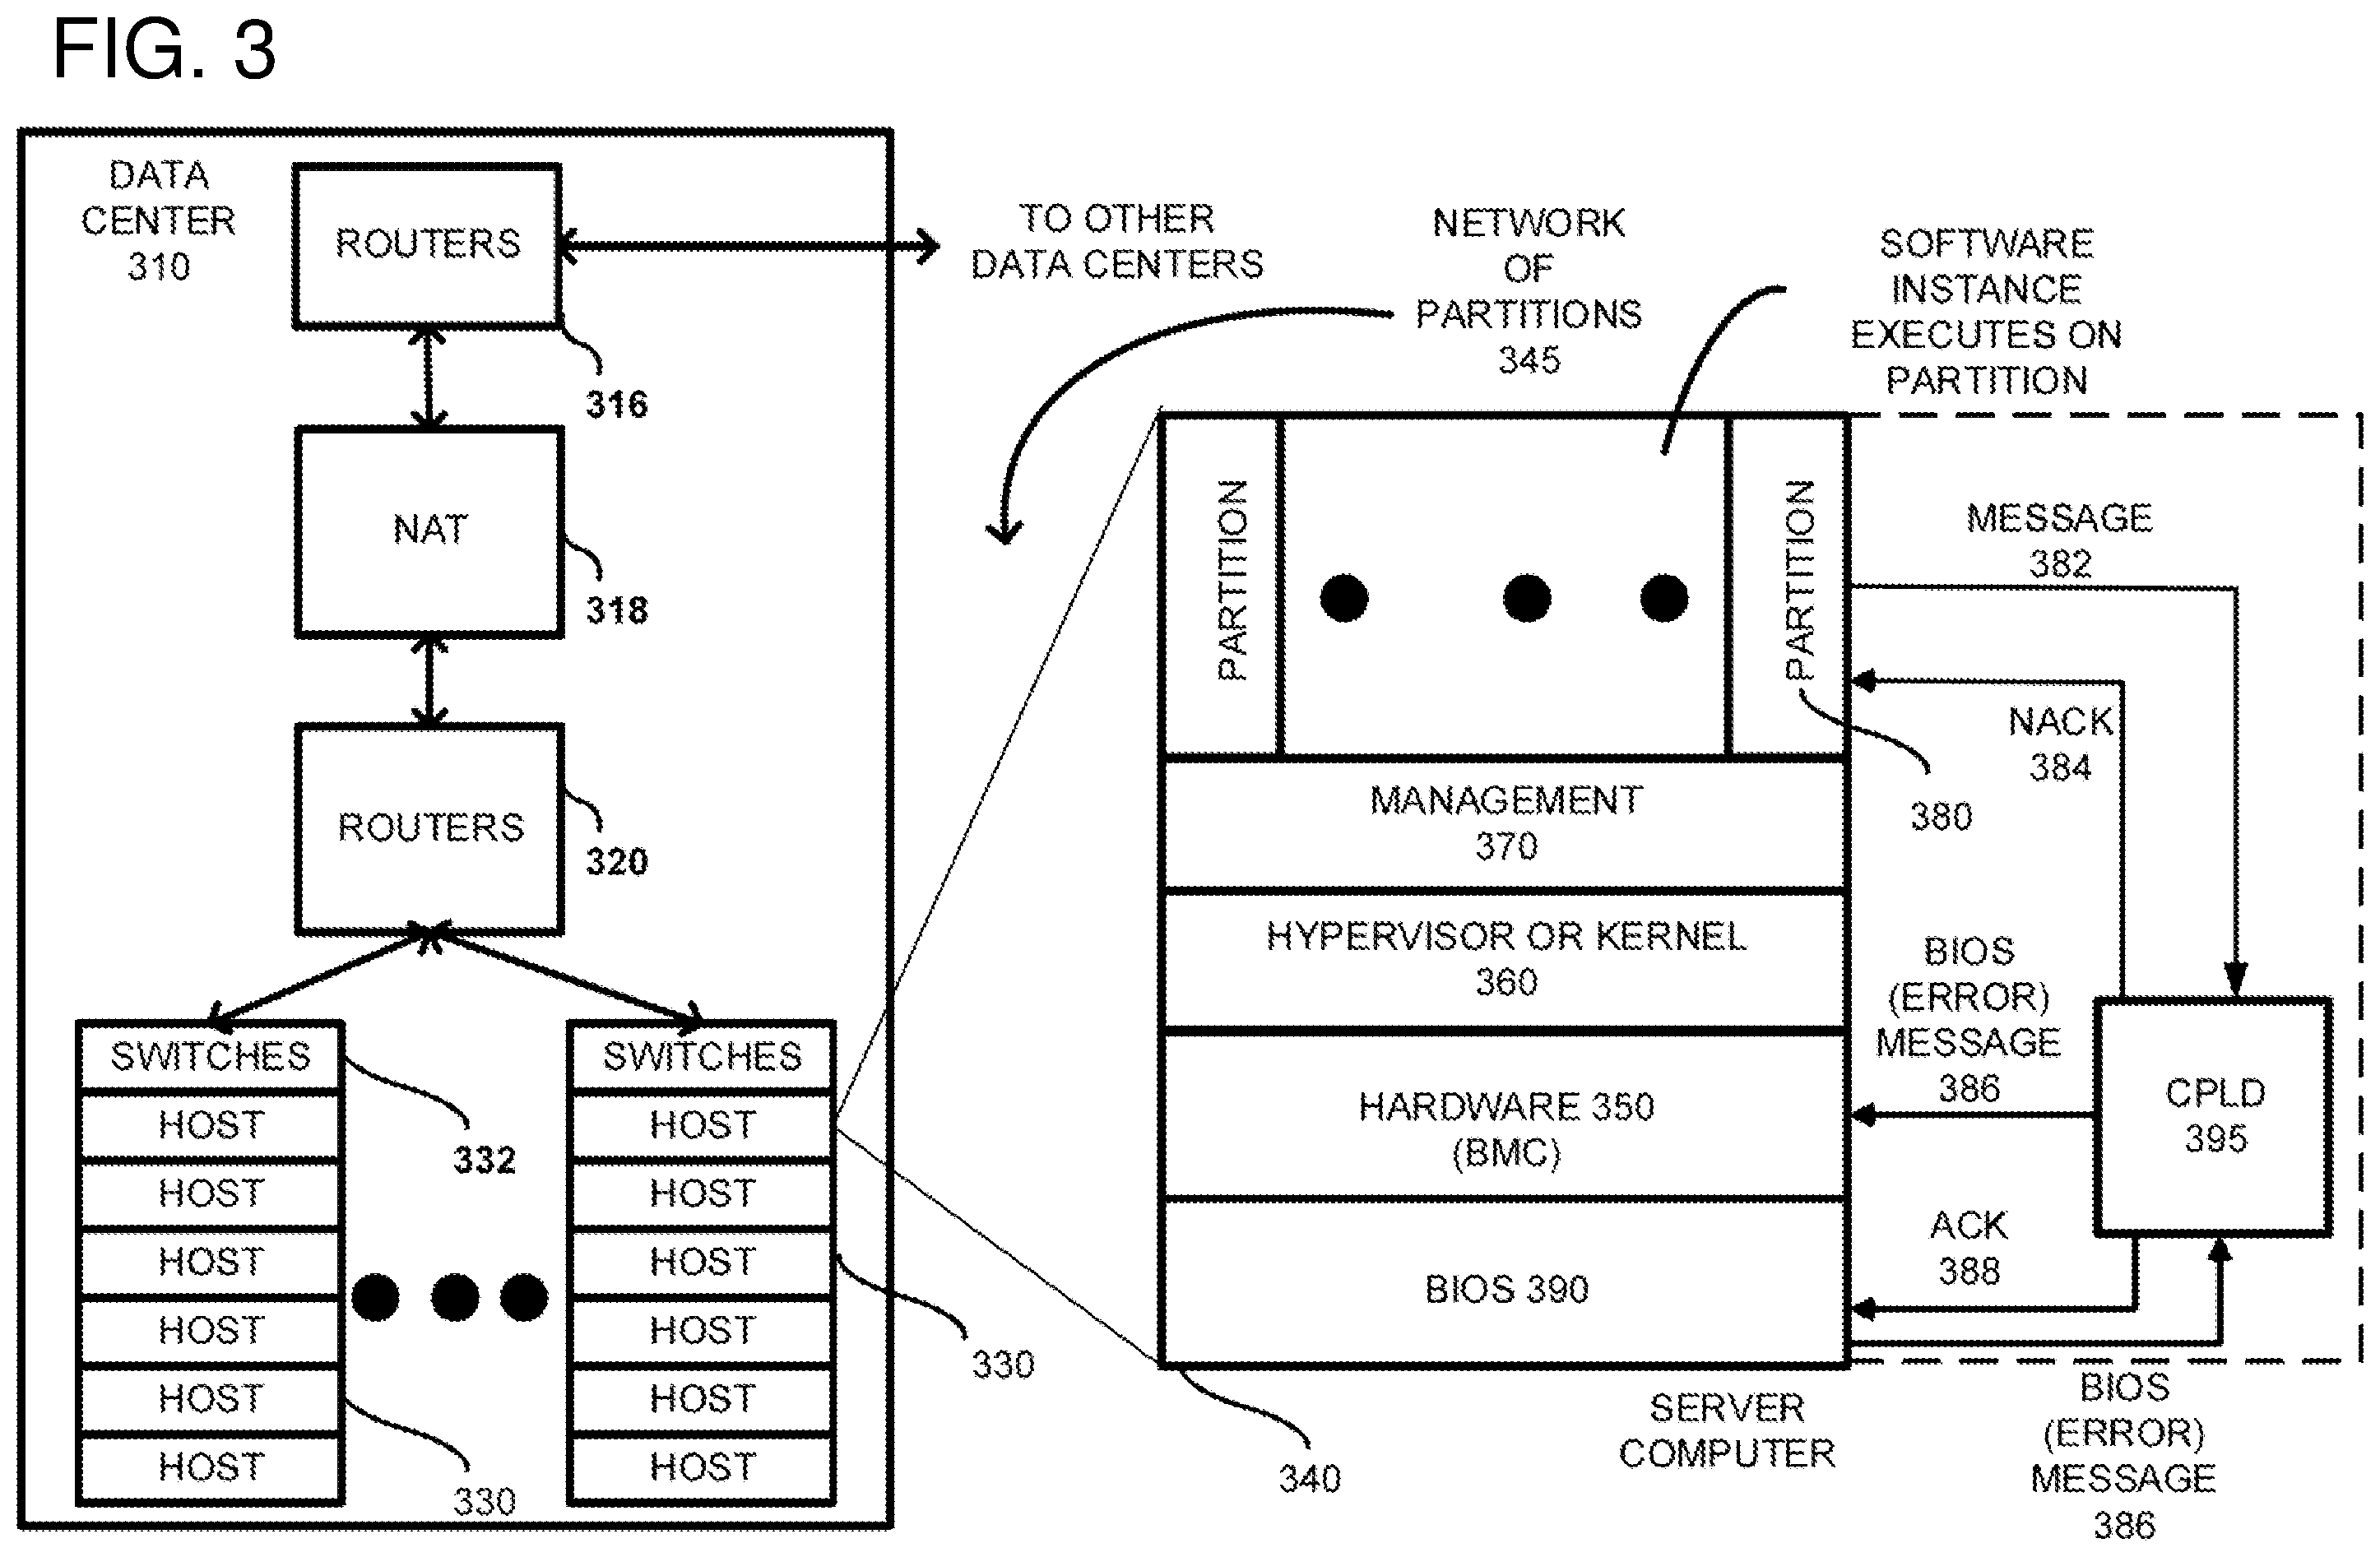 FIG. 3
DATA
CENTER
310
ROUTERS
316
NAT
318
ROUTERS
320
SWITCHES
HOST
HOST
HOST
HOST
HOST
HOST
332
330
SWITCHES
HOST
HOST
HOST
HOST
HOST
HOST
330
TO OTHER
DATA CENTERS
NETWORK
OF
PARTITIONS
345
SOFTWARE
INSTANCE
EXECUTES ON
PARTITION
PARTITION
PARTITION
380
MANAGEMENT
370
HYPERVISOR OR KERNEL
360
HARDWARE 350
(BMC)
BIOS 390
340
SERVER
COMPUTER
MESSAGE
382
NACK
384
BIOS
(ERROR)
MESSAGE
386
CPLD
395
ACK
388
BIOS
(ERROR)
MESSAGE
386